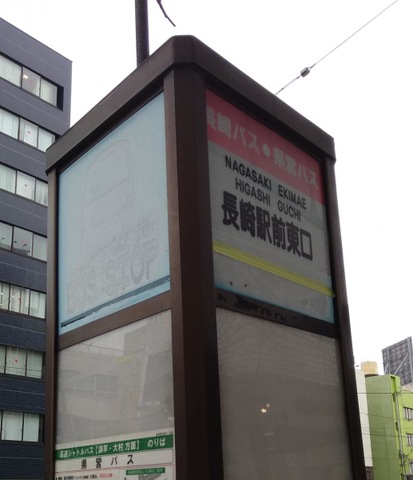 長崎バス●県営バス
NAGASAKI EKIMAE
HIGASHI GUCHI
長崎駅前東口
高速シャトルバス【諫早・大村方面】 のりば
県営バス